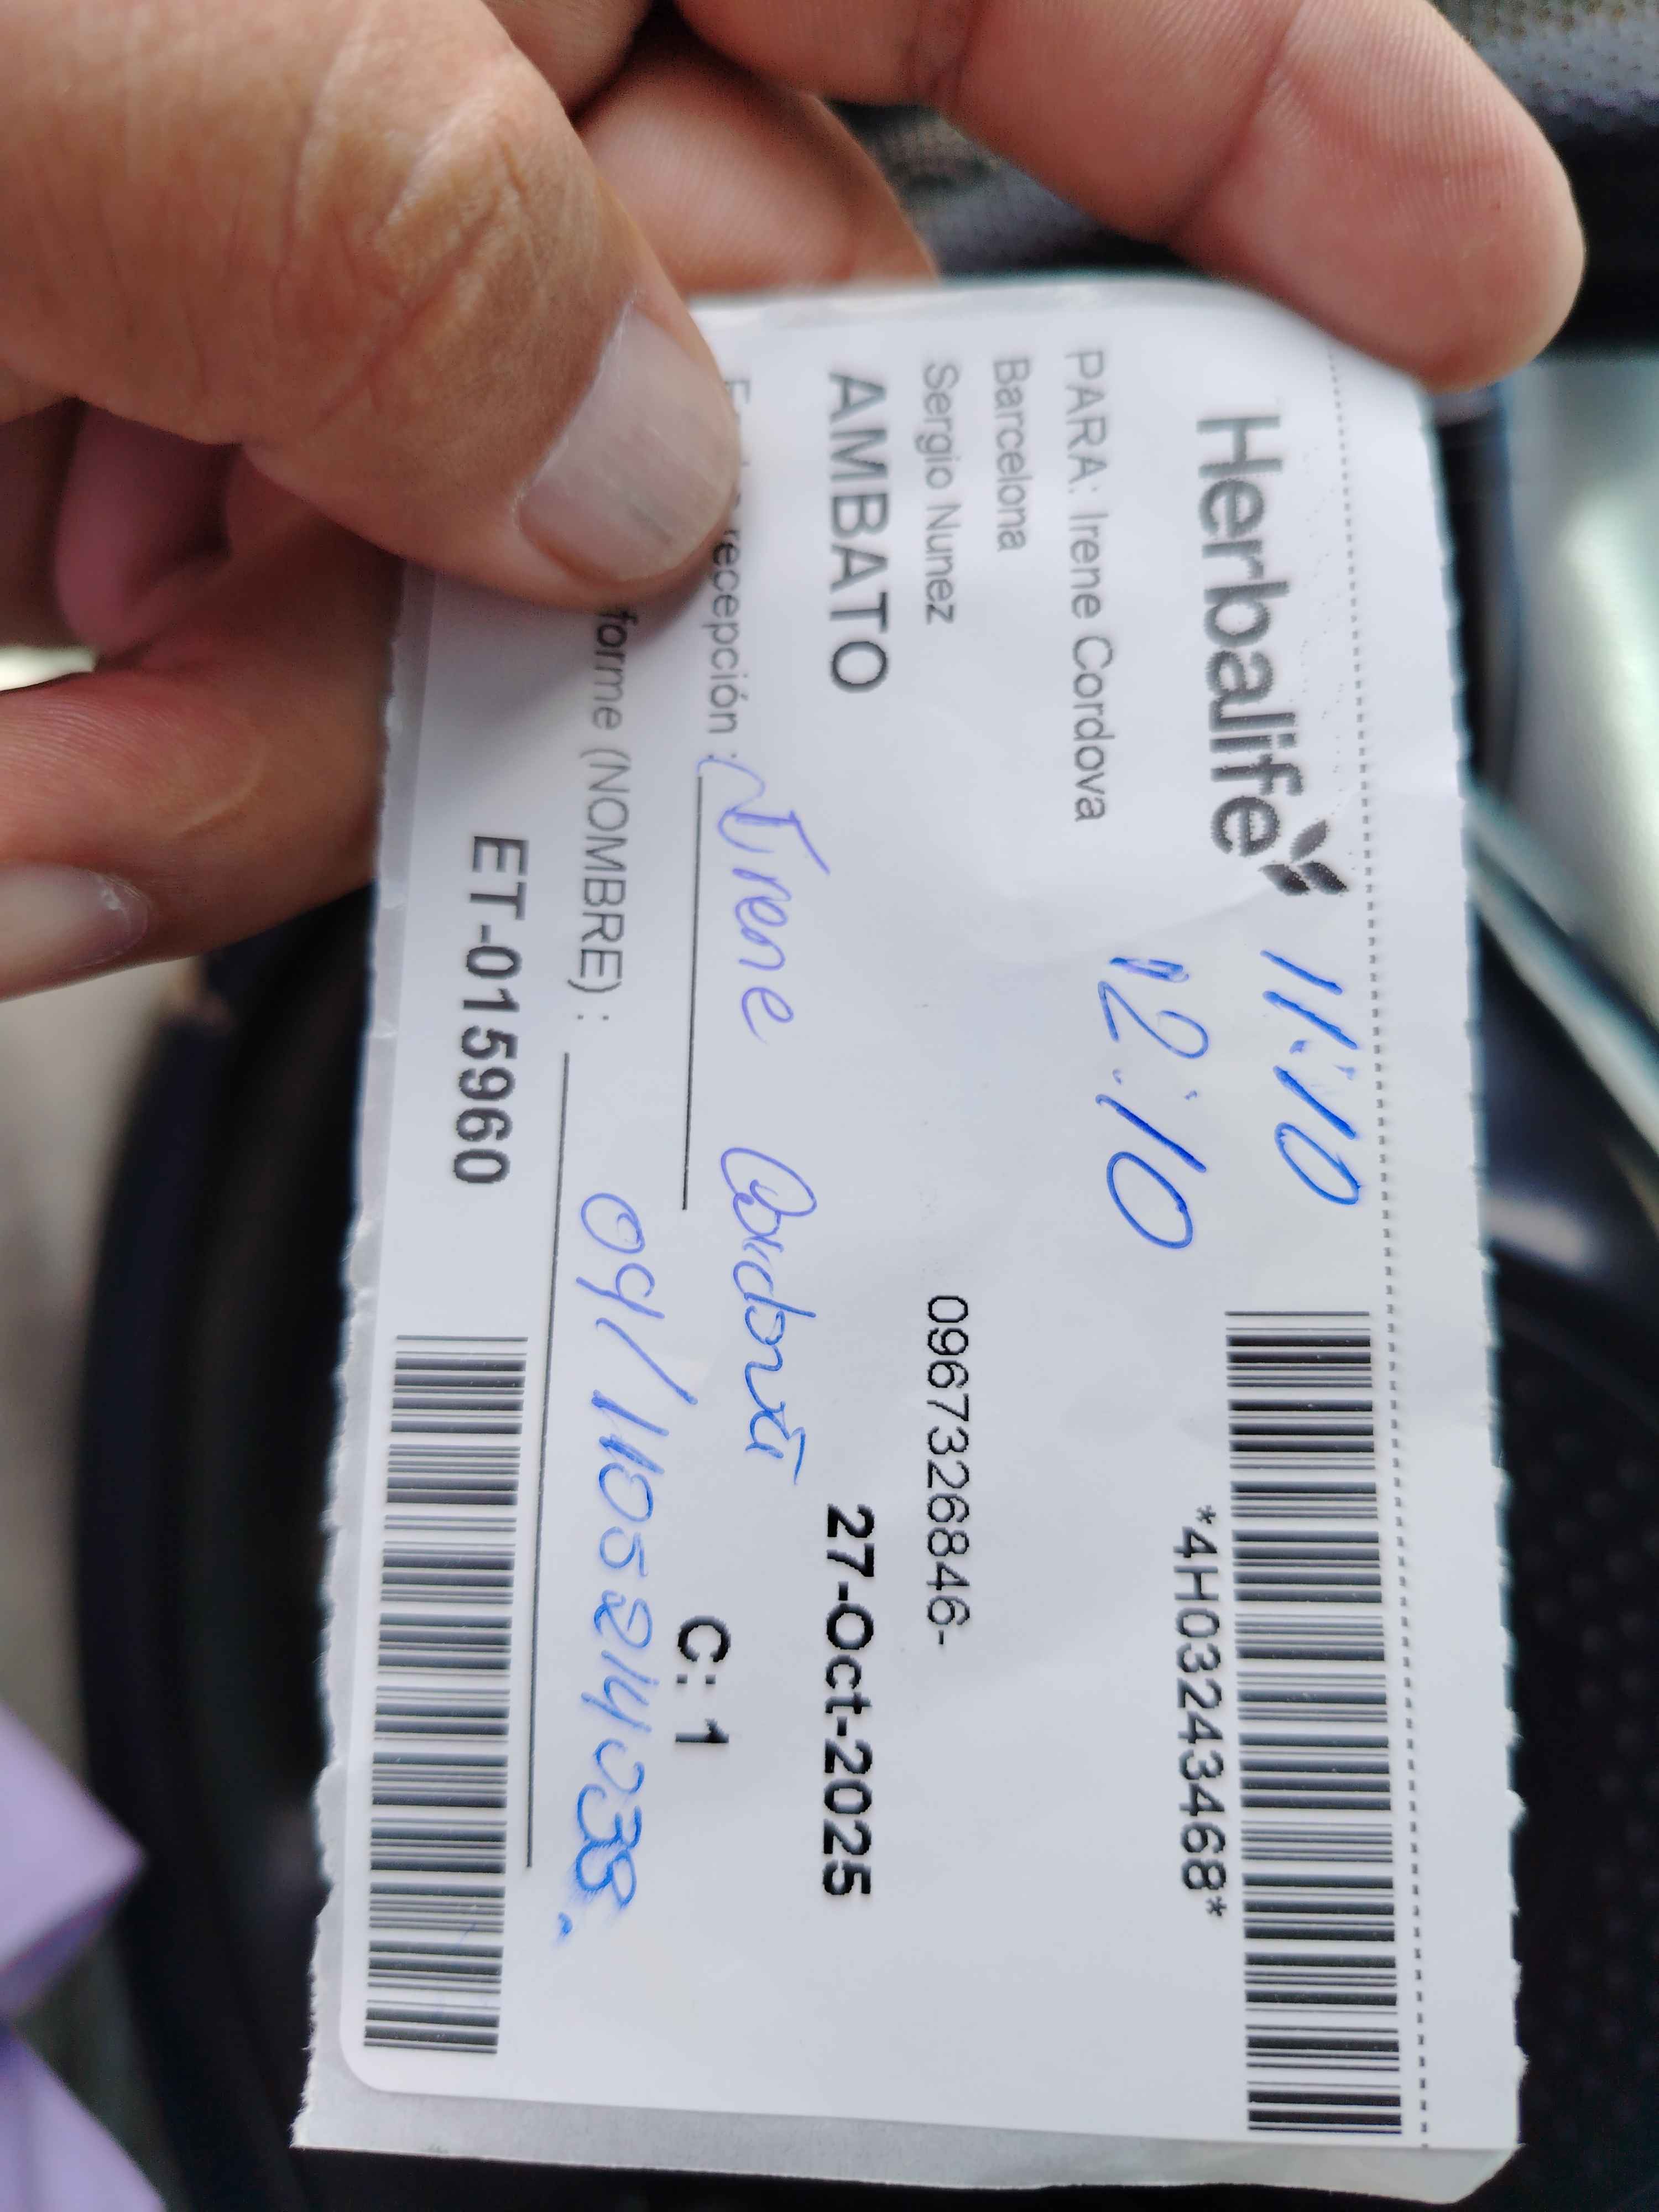 Herbalife
11:10
*4H03243468*
PARA: Irene Cordova
12:10
Barcelona
Sergio Nunez
0967326846-
AMBATO
27-Oct-2025
recepción : Irene Cordova
C: 1
forme (NOMBRE) :
ET-015960